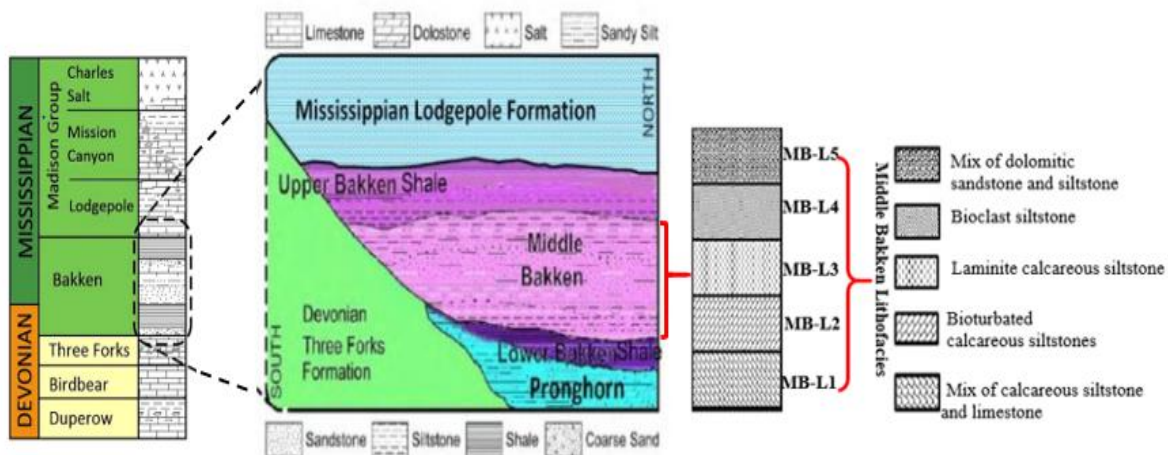 MISSISSIPPIAN
DEVONIAN
Madison Group
Charles
Salt
Mission
Canyon
Lodgepole
Bakken
Three Forks
Birdbear
Duperow
Limestone
Dolostone
Salt
Sandy Silt
Mississippian Lodgepole Formation
NORTH
Upper Bakken Shale
Middle
Bakken
Devonian
Three Forks
Formation
SOUTH
Lower Bakken Shale
Pronghorn
Sandstone
Siltstone
Shale
Coarse Sand
MB-L5
MB-L4
MB-L3
MB-L2
MB-L1
Middle Bakken Lithofacies
Mix of dolomitic
sandstone and siltstone
Bioclast siltstone
Laminite calcareous siltstone
Bioturbated
calcareous siltstones
Mix of calcareous siltstone
and limestone